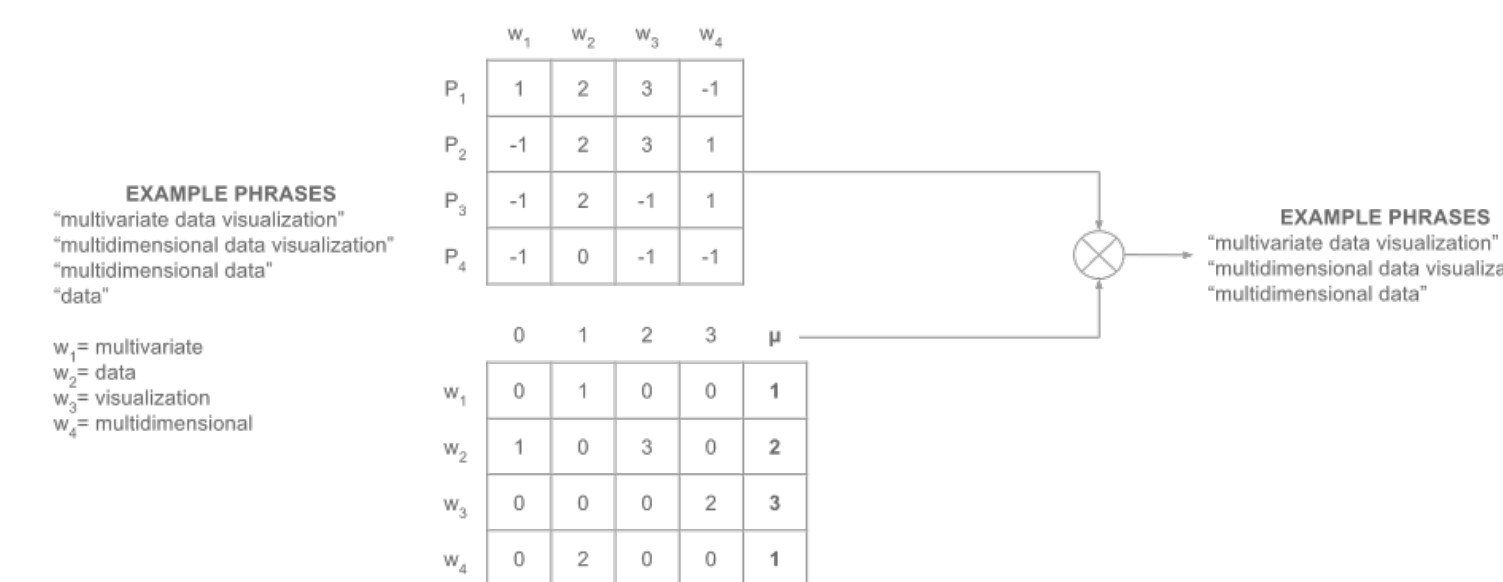 w1 w2 w3 w4
P1 1 2 3 -1
P2 -1 2 3 1
P3 -1 2 -1 1
P4 -1 0 -1 -1
EXAMPLE PHRASES
“multivariate data visualization”
“multidimensional data visualization”
“multidimensional data”
“data”
w1= multivariate
w2= data
w3= visualization
w4= multidimensional
0 1 2 3 μ
w1 0 1 0 0 1
w2 1 0 3 0 2
w3 0 0 0 2 3
w4 0 2 0 0 1
EXAMPLE PHRASES
“multivariate data visualization”
“multidimensional data
“multidimensional data”